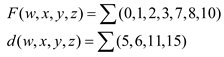 F(w,x,y,z) = ∑(0,1,2,3,7,8,10)
d(w,x,y,z) = ∑(5,6,11,15)